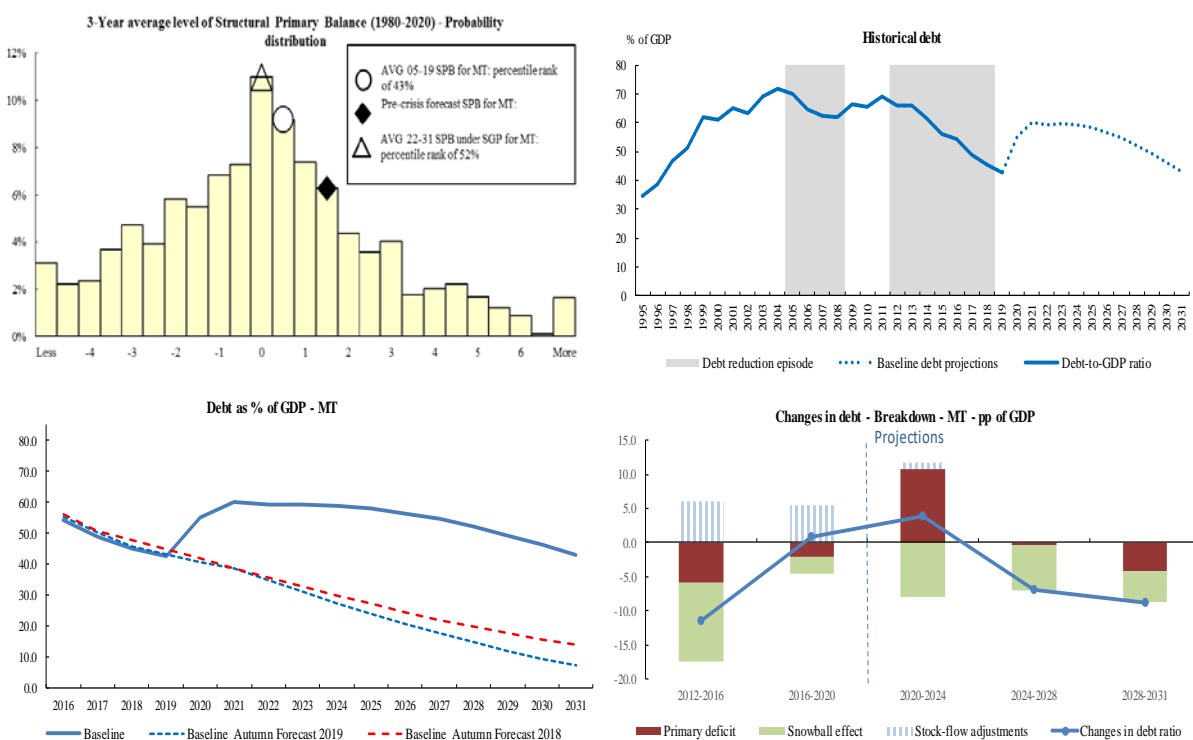 3-Year average level of Structural Primary Balance (1980-2020) - Probability
distribution
12%
10%
8%
6%
4%
2%
0%
AVG 05-19 SPB for MT: percentile rank
of 43%
Pre-crisis forecast SPB for MT:
AVG 22-31 SPB under SGP for MT:
percentile rank of 52%
Less -4 -3 -2 -1 0 1 2 3 4 5 6 More
% of GDP
Historical debt
80
70
60
50
40
30
20
10
0
1995 1996 1997 1998 1999 2000 2001 2002 2003 2004 2005 2006 2007 2008 2009 2010 2011 2012 2013 2014 2015 2016 2017 2018 2019 2020 2021 2022 2023 2024 2025 2026 2027 2028 2029 2030 2031
Debt reduction episode Baseline debt projections Debt-to-GDP ratio
Debt as % of GDP - MT
80.0
70.0
60.0
50.0
40.0
30.0
20.0
10.0
0.0
2016 2017 2018 2019 2020 2021 2022 2023 2024 2025 2026 2027 2028 2029 2030 2031
Baseline Baseline Autumn Forecast 2019 Baseline Autumn Forecast 2018
Changes in debt - Breakdown - MT - pp of GDP
Projections
15.0
10.0
5.0
0.0
-5.0
-10.0
-15.0
-20.0
2012-2016 2016-2020 2020-2024 2024-2028 2028-2031
Primary deficit Snowball effect Stock-flow adjustments Changes in debt ratio